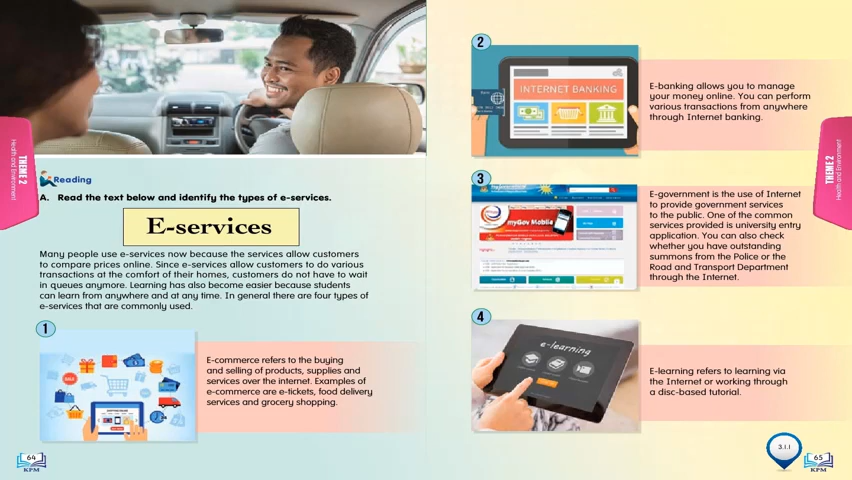 Reading
A. Read the text below and identify the types of e-services.
E-services
Many people use e-services now because the services allow customers
to compare prices online. Since e-services allow customers to do various
transactions at the comfort of their homes, customers do not have to wait
in queues anymore. Learning has also become easier because students
can learn from anywhere and at any time. In general there are four types of
e-services that are commonly used.
1
E-commerce refers to the buying
and selling of products, supplies and
services over the internet. Examples of
e-commerce are e-tickets, food delivery
services and grocery shopping.
THEME 2
Health and Environment
64
KPM
2
INTERNET BANKING
E-banking allows you to manage
your money online. You can perform
various transactions from anywhere
through Internet banking.
3
myGov Mobile
E-government is the use of Internet
to provide government services
to the public. One of the common
services provided is university entry
application. You can also check
whether you have outstanding
summons from the Police or the
Road and Transport Department
through the Internet.
4
e-learning
E-learning refers to learning via
the Internet or working through
a disc-based tutorial.
THEME 2
Health and Environment
3.1.1
65
KPM